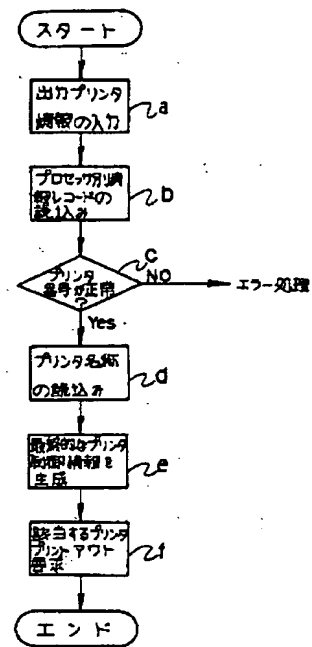 スタート
出力プリンタ
情報の入力
a
プロセッサ別情
報レコードの
読込み
b
プリンタ
番号が正常
?
C
NO
エラー処理
Yes
プリンタ名称
の読込み
d
最終的なプリンタ
制御情報を
生成
e
該当するプリンタ
プリントアウト
要求
f
エンド